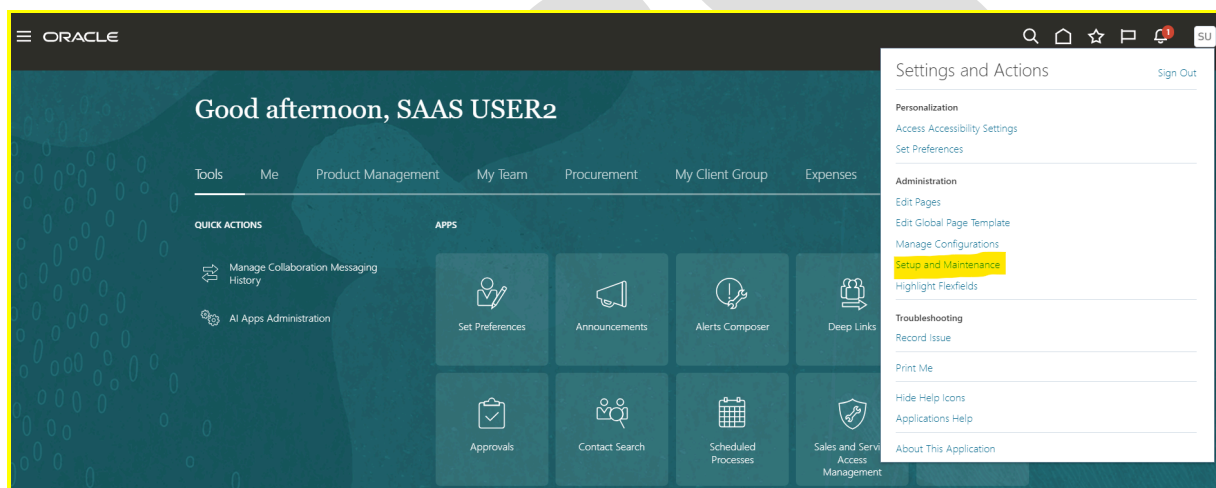 ORACLE
1
SU
Good afternoon, SAAS USER2
Tools Me Product Management My Team Procurement My Client Group Expenses
QUICK ACTIONS
Manage Collaboration Messaging
History
AI Apps Administration
APPS
Set Preferences
Announcements
Alerts Composer
Deep Links
Approvals
Contact Search
Scheduled
Processes
Sales and Servi
Access
Management
Settings and Actions
Sign Out
Personalization
Access Accessibility Settings
Set Preferences
Administration
Edit Pages
Edit Global Page Template
Manage Configurations
Setup and Maintenance
Highlight Flexfields
Troubleshooting
Record Issue
Print Me
Hide Help Icons
Applications Help
About This Application